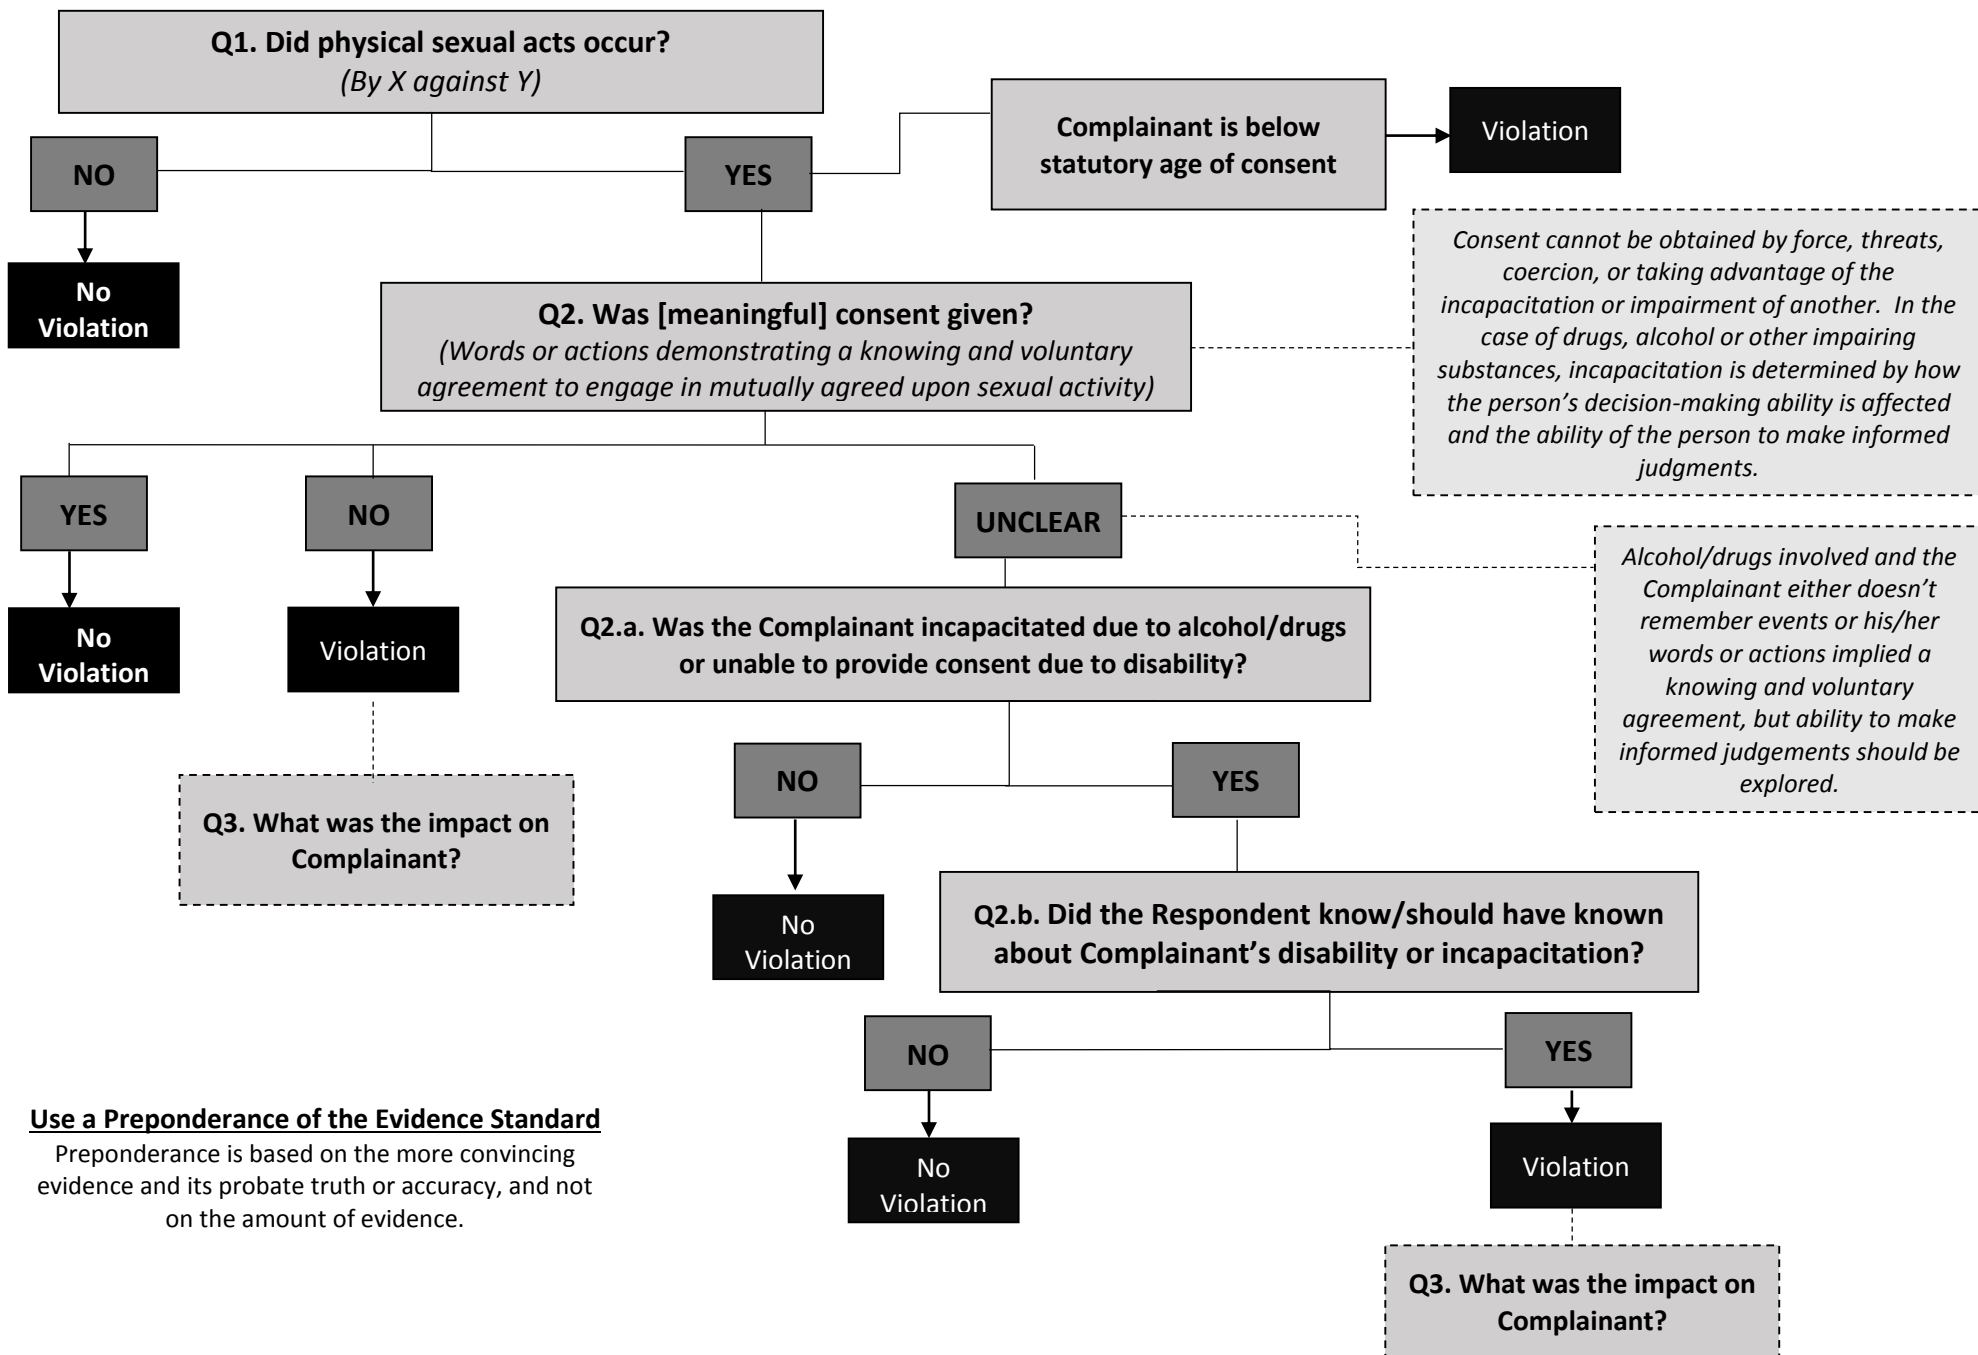 Q1. Did physical sexual acts occur?
(By X against Y)
Complainant is below
statutory age of consent
Violation
NO
YES
No
Violation
Consent cannot be obtained by force, threats,
coercion, or taking advantage of the
incapacitation or impairment of another.  In the
case of drugs, alcohol or other impairing
substances, incapacitation is determined by how
the person’s decision-making ability is affected
and the ability of the person to make informed
judgments.
Q2. Was [meaningful] consent given?
(Words or actions demonstrating a knowing and voluntary
agreement to engage in mutually agreed upon sexual activity)
YES
NO
UNCLEAR
No
Violation
Violation
Alcohol/drugs involved and the
Complainant either doesn’t
remember events or his/her
words or actions implied a
knowing and voluntary
agreement, but ability to make
informed judgements should be
explored.
Q2.a. Was the Complainant incapacitated due to alcohol/drugs
or unable to provide consent due to disability?
Q3. What was the impact on
Complainant?
NO
YES
No
Violation
Q2.b. Did the Respondent know/should have known
about Complainant’s disability or incapacitation?
NO
YES
No
Violation
Violation
Use a Preponderance of the Evidence Standard
Preponderance is based on the more convincing
evidence and its probate truth or accuracy, and not
on the amount of evidence.
Q3. What was the impact on
Complainant?